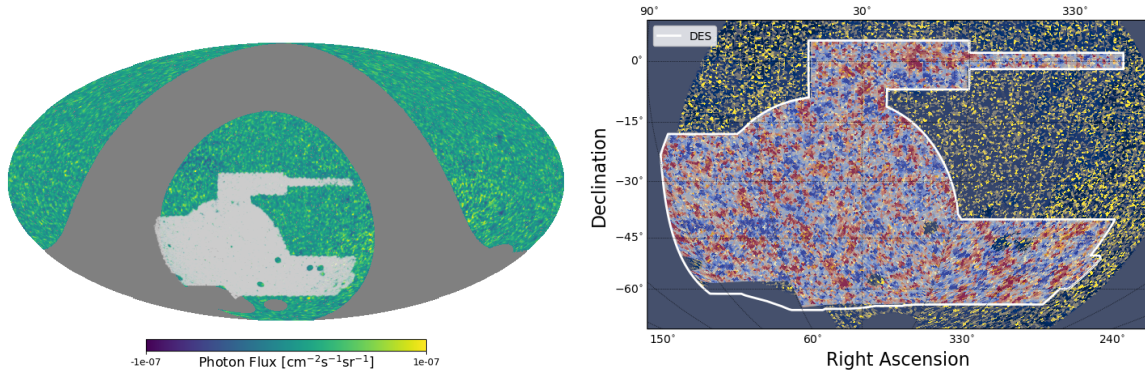 -1e-07
1e-07
Photon Flux [cm⁻²s⁻¹sr⁻¹]
90°
30°
330°
DES
0°
−15°
−30°
−45°
−60°
Declination
150°
60°
330°
240°
Right Ascension